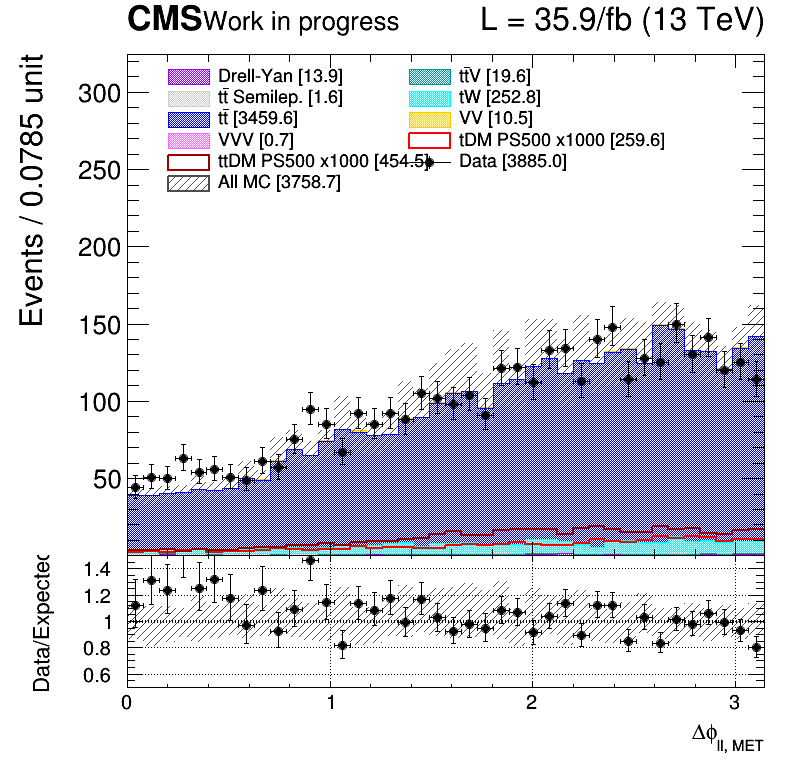 CMS Work in progress L = 35.9/fb (13 TeV)
Events / 0.0785 unit
300
250
200
150
100
50
Drell-Yan [13.9] tt̄V [19.6]
tt̄ Semilep. [1.6] tW [252.8]
tt̄ [3459.6] VV [10.5]
VVV [0.7] tDM PS500 x1000 [259.6]
ttDM PS500 x1000 [454.5] Data [3885.0]
All MC [3758.7]
Data/Expected
1.4
1.2
1
0.8
0.6
0 1 2 3
Δϕll, MET